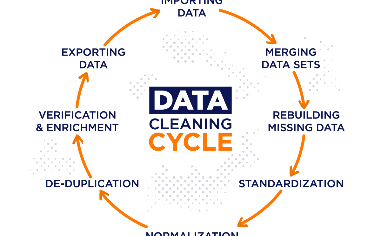 IMPORTING
DATA
MERGING
DATA SETS
REBUILDING
MISSING DATA
STANDARDIZATION
NORMALIZATION
DE-DUPLICATION
VERIFICATION
& ENRICHMENT
EXPORTING
DATA
DATA
CLEANING
CYCLE